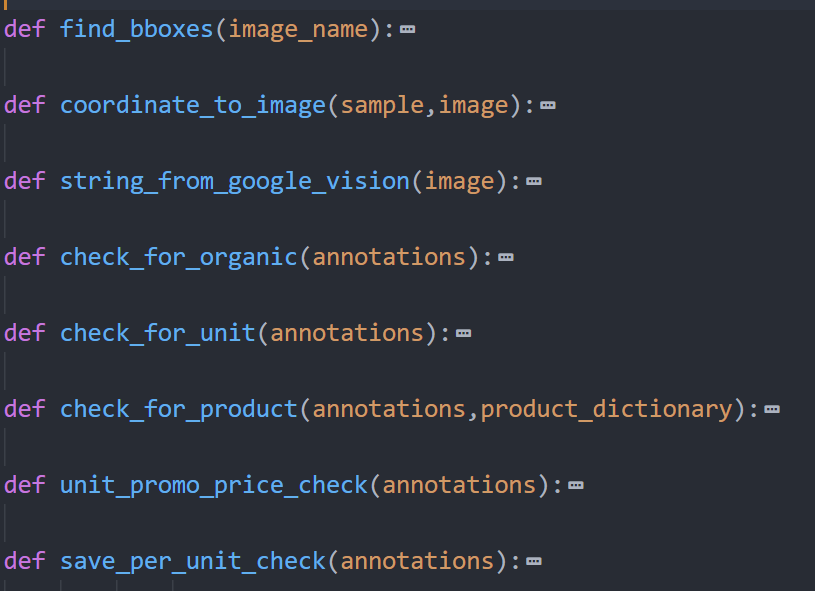 def find_bboxes(image_name):
def coordinate_to_image(sample,image):
def string_from_google_vision(image):
def check_for_organic(annotations):
def check_for_unit(annotations):
def check_for_product(annotations,product_dictionary):
def unit_promo_price_check(annotations):
def save_per_unit_check(annotations):